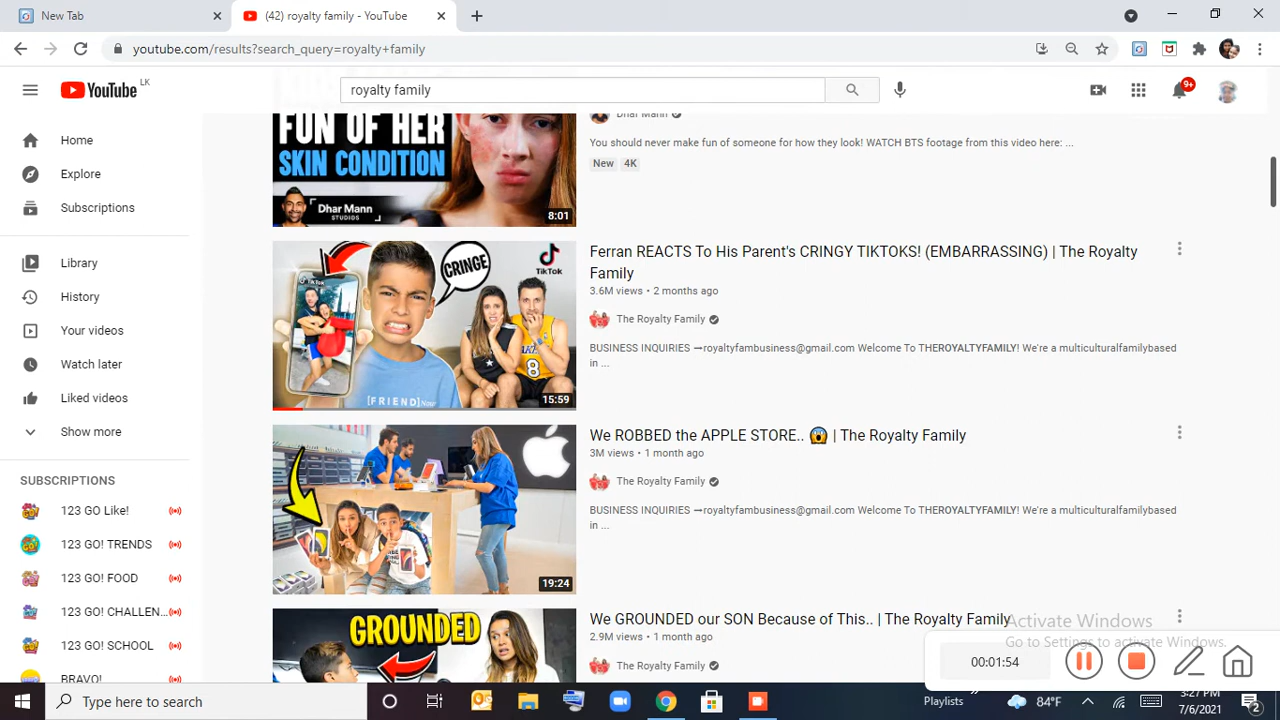 New Tab
(42) royalty family - YouTube
youtube.com/results?search_query=royalty+family
YouTube LK
royalty family
9+
Home
Explore
Subscriptions
Library
History
Your videos
Watch later
Liked videos
Show more
SUBSCRIPTIONS
123 GO Like!
123 GO! TRENDS
123 GO! FOOD
123 GO! CHALLEN...
123 GO! SCHOOL
BRAVO!
FUN OF HER
SKIN CONDITION
DHAR MANN
STUDIOS
8:01
Dhar Mann
You should never make fun of someone for how they look! WATCH BTS footage from this video here: ...
New 4K
TikTok
CRINGE
TikTok
8
[FRIEND]
15:59
Ferran REACTS To His Parent's CRINGY TIKTOKS! (EMBARRASSING) | The Royalty
Family
3.6M views • 2 months ago
The Royalty Family
BUSINESS INQUIRIES →royaltyfambusiness@gmail.com Welcome To THEROYALTYFAMILY! We're a multiculturalfamilybased
in ...
19:24
We ROBBED the APPLE STORE.. 😱 | The Royalty Family
3M views • 1 month ago
The Royalty Family
BUSINESS INQUIRIES →royaltyfambusiness@gmail.com Welcome To THEROYALTYFAMILY! We're a multiculturalfamilybased
in ...
GROUNDED
We GROUNDED our SON Because of This.. | The Royalty Family
2.9M views • 1 month ago
The Royalty Family
Activate Windows
Go to Settings to activate Windows.
00:01:54
Type here to search
Playlists
84°F
3:27 PM
7/6/2021
2